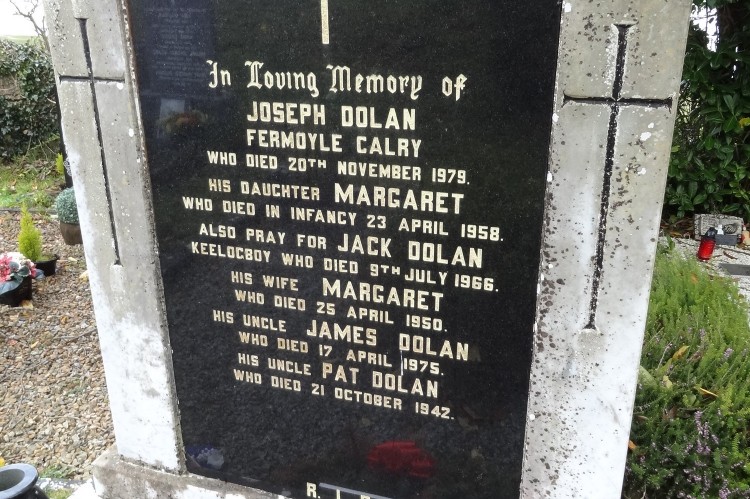 In Loving Memory of
JOSEPH DOLAN
FERMOYLE CALRY
WHO DIED 20TH NOVEMBER 1979.
HIS DAUGHTER MARGARET
WHO DIED IN INFANCY 23 APRIL 1958.
ALSO PRAY FOR JACK DOLAN
KEELOCBOY WHO DIED 9TH JULY 1966.
HIS WIFE MARGARET
WHO DIED 25 APRIL 1950.
HIS UNCLE JAMES DOLAN
WHO DIED 17 APRIL 1975.
HIS UNCLE PAT DOLAN
WHO DIED 21 OCTOBER 1942.
R. I. P.